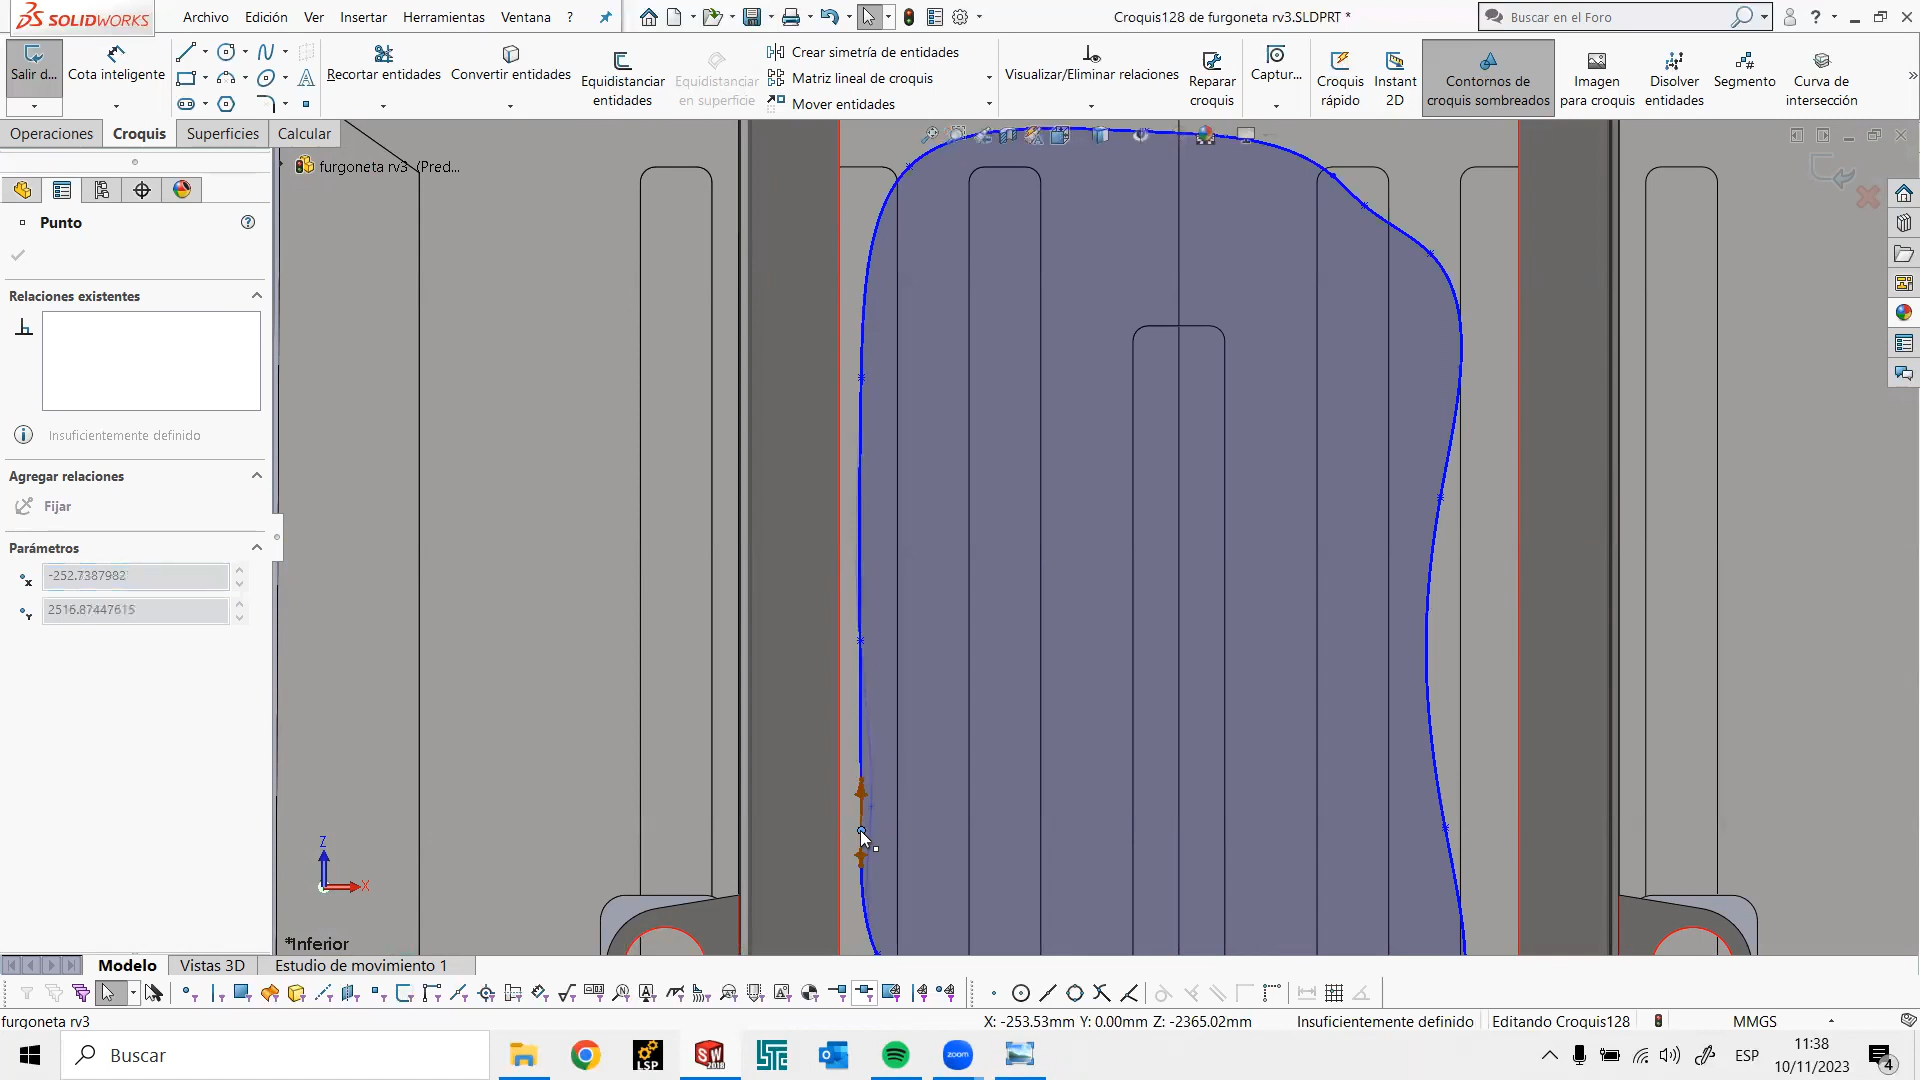 SOLIDWORKS
Archivo Edición Ver Insertar Herramientas Ventana ?
Croquis128 de furgoneta rv3.SLDPRT *
Buscar en el Foro
Salir d...
Cota inteligente
Recortar entidades
Convertir entidades
Equidistanciar entidades
Equidistanciar en superficie
Crear simetría de entidades
Matriz lineal de croquis
Mover entidades
Visualizar/Eliminar relaciones
Reparar croquis
Captur...
Croquis rápido
Instant 2D
Contornos de croquis sombreados
Imagen para croquis
Disolver entidades
Segmento
Curva de intersección
Operaciones Croquis Superficies Calcular
furgoneta rv3 (Pred...
Punto
Relaciones existentes
Insuficientemente definido
Agregar relaciones
Fijar
Parámetros
X
-252.7387982
Y
2516.87447615
Z
X
*Inferior
Modelo Vistas 3D Estudio de movimiento 1
furgoneta rv3
X: -253.53mm Y: 0.00mm Z: -2365.02mm
Insuficientemente definido
Editando Croquis128
MMGS
Buscar
LSP
SW
2018
zoom
ESP
11:38
10/11/2023
4